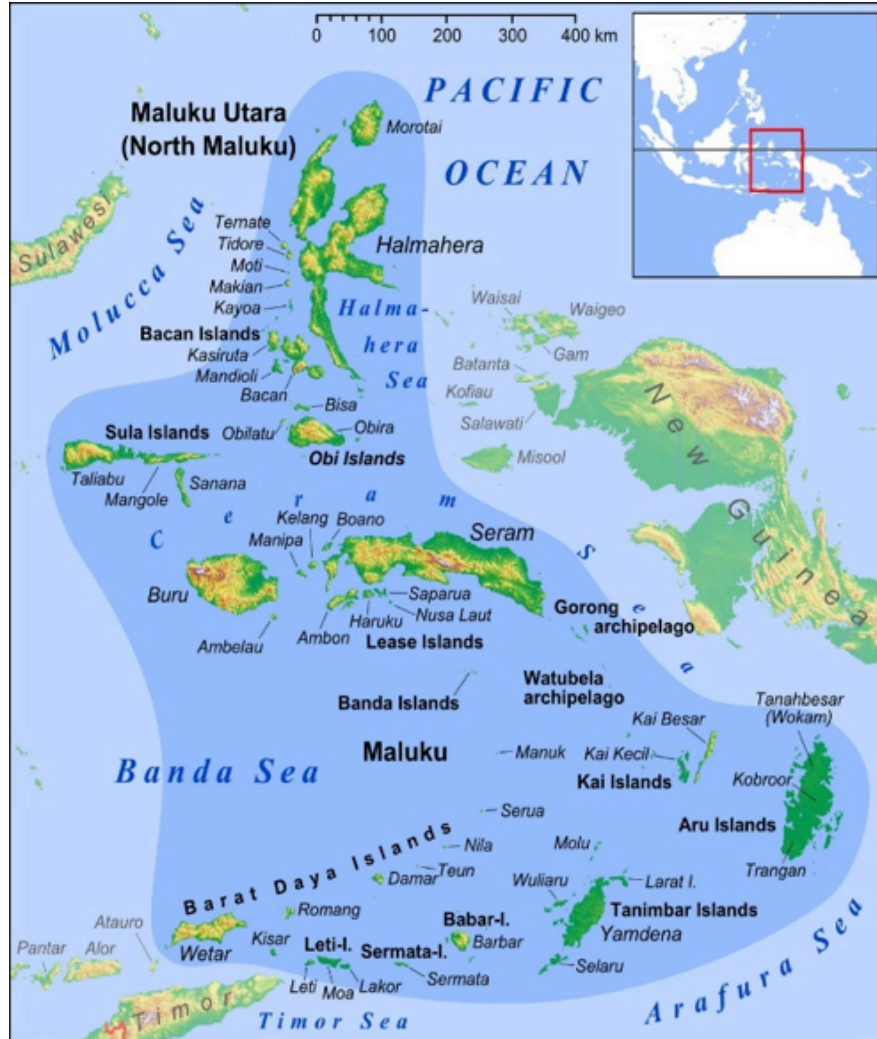 0 100 200 300 400 km
PACIFIC
OCEAN
Maluku Utara
(North Maluku)
Morotai
Sulawesi
Molucca Sea
Ternate
Tidore
Moti
Makian
Kayoa
Halmahera
Halma-
hera
Sea
Bacan Islands
Kasiruta
Mandioli
Bacan
Waisai
Waigeo
Gam
Batanta
Kofiau
Salawati
Misool
New Guinea
Bisa
Obilatu
Obira
Obi Islands
Sula Islands
Taliabu
Mangole
Sanana
Ceram Sea
Kelang
Boano
Manipa
Seram
Buru
Ambelau
Ambon
Haruku
Saparua
Nusa Laut
Lease Islands
Gorong
archipelago
Banda Islands
Watubela
archipelago
Tanahbesar
(Wokam)
Kai Besar
Maluku
Manuk
Kai Kecil
Kai Islands
Kobroor
Banda Sea
Aru Islands
Serua
Trangan
Barat Daya Islands
Nila
Teun
Damar
Molu
Larat I.
Wuliaru
Tanimbar Islands
Yamdena
Romang
Babar-I.
Barbar
Wetar
Kisar
Leti-I.
Sermata-I.
Sermata
Selaru
Atauro
Pantar
Alor
Leti
Moa
Lakor
Timor
Timor Sea
Arafura Sea